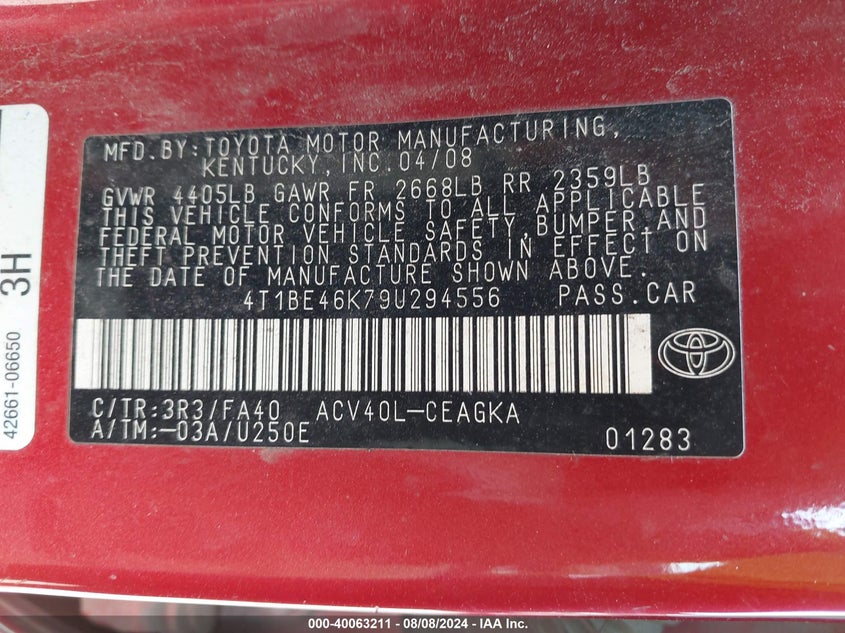 MFD.BY:TOYOTA MOTOR MANUFACTURING,
KENTUCKY,INC.04/08
GVWR 4405LB GAWR FR 2668LB RR 2359LB
THIS VEHICLE CONFORMS TO ALL APPLICABLE
FEDERAL MOTOR VEHICLE SAFETY,BUMPER,AND
THEFT PREVENTION STANDARDS IN EFFECT ON
THE DATE OF MANUFACTURE SHOWN ABOVE.
4T1BE46K79U294556 PASS.CAR
C/TR:3R3/FA40 ACV40L-CEAGKA
A/TM:-03A/U250E 01283
42661-06650
3H
000-40063211 - 08/08/2024 - IAA Inc.